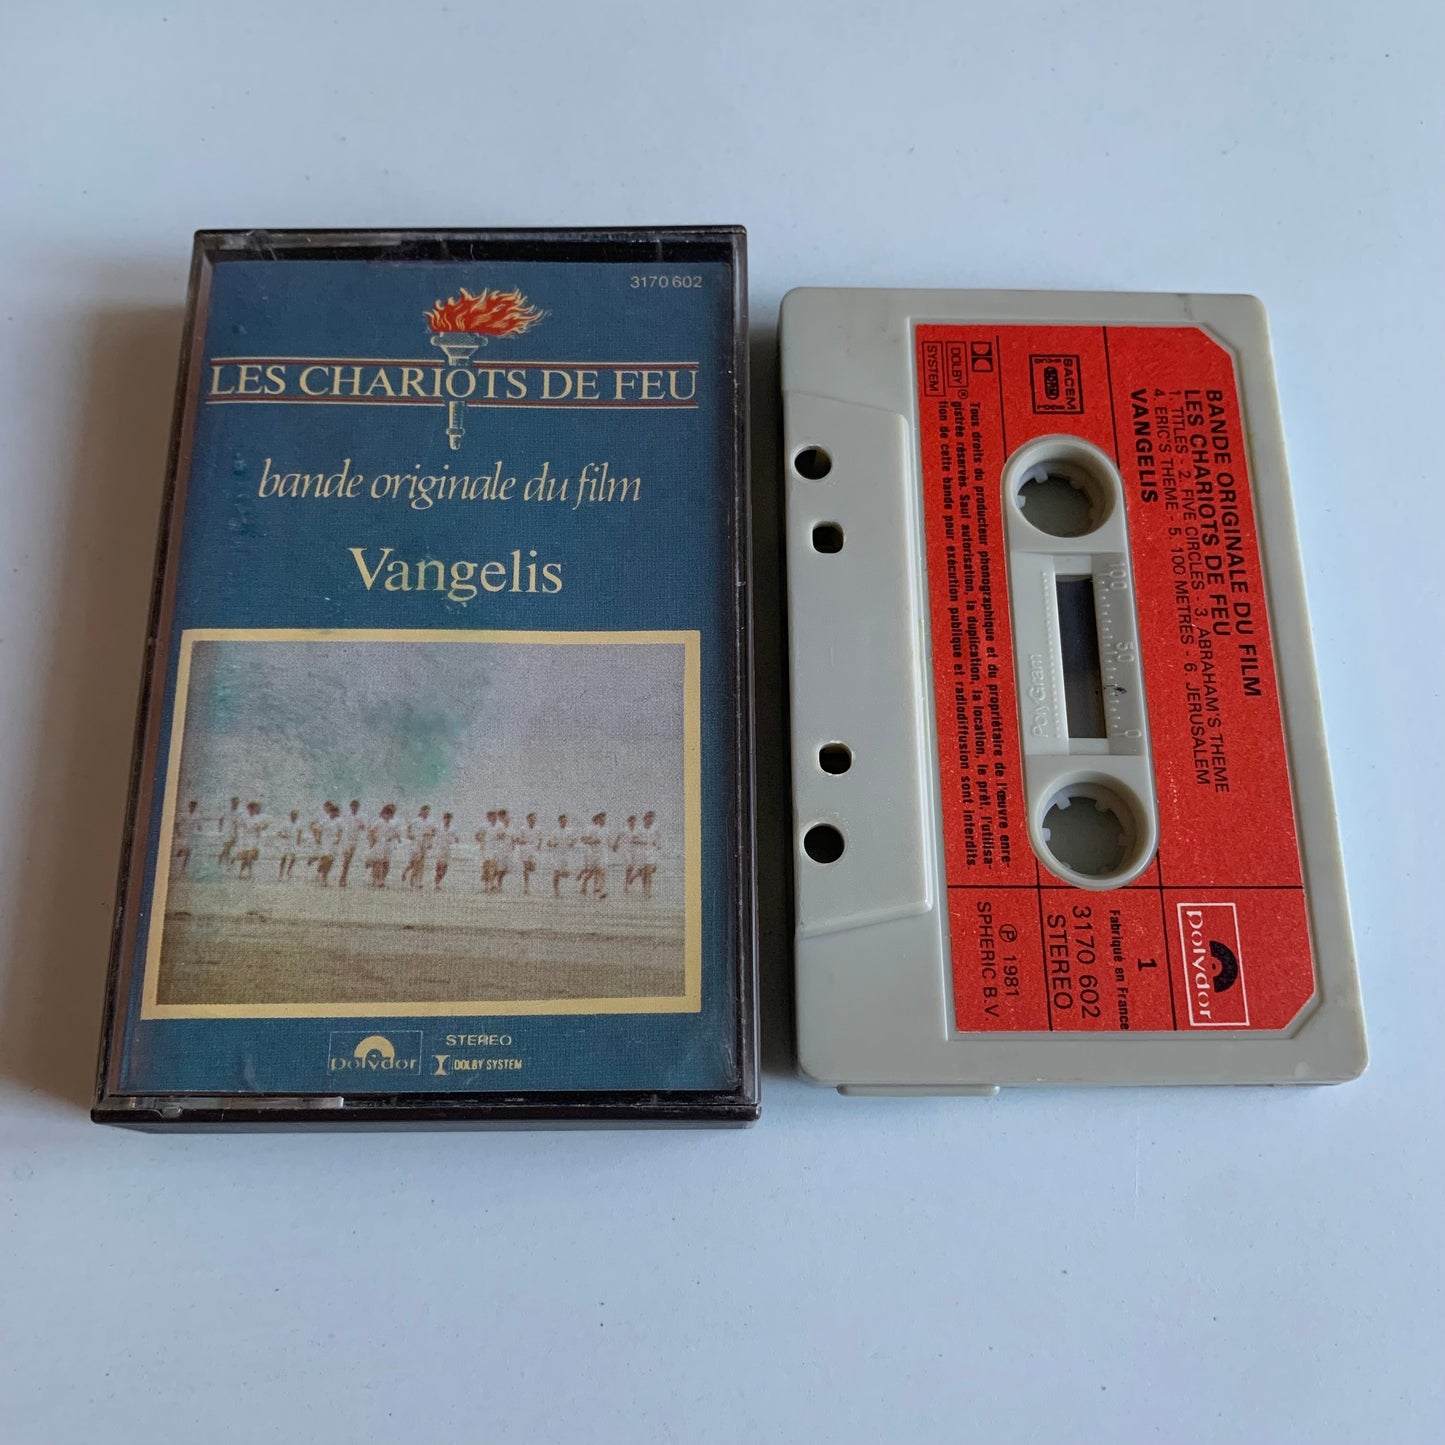 3170 602
LES CHARIOTS DE FEU
bande originale du film
Vangelis
polydor
STEREO
DOLBY SYSTEM
BANDE ORIGINALE DU FILM
LES CHARIOTS DE FEU
1. TITLES - 2. FIVE CIRCLES - 3. ABRAHAM'S THEME
4. ERIC'S THEME - 5. 100 METRES - 6. JERUSALEM
VANGELIS
SACEM
DOLBY®
SYSTEM
Tous droits du producteur phonographique et du propriétaire de l'œuvre enre-
gistrée réservés. Sauf autorisation, la duplication, la location, le prêt, l'utilisa-
tion de cette bande pour exécution publique et radiodiffusion sont interdits.
100 50 0
PolyGram
polydor
1
Fabriqué en France
3170 602
STEREO
℗ 1981
SPHERIC B.V.